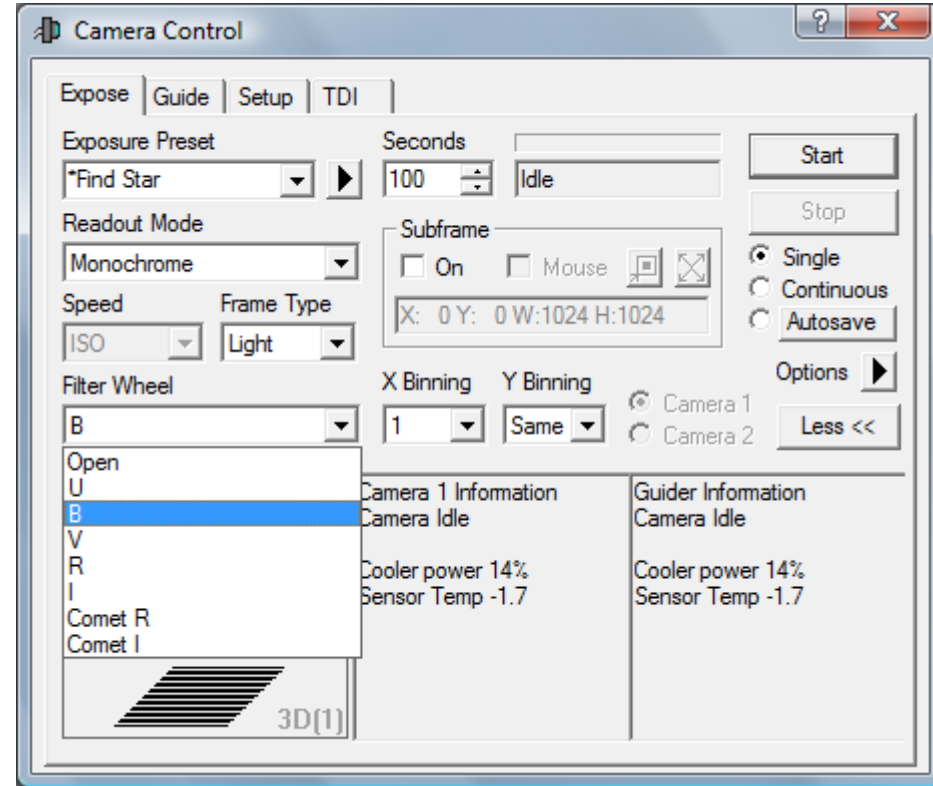 Camera Control
Expose Guide Setup TDI
Exposure Preset
*Find Star
Seconds
100
Idle
Start
Stop
Readout Mode
Monochrome
Subframe
On Mouse
X: 0 Y: 0 W:1024 H:1024
Single
Continuous
Autosave
Speed
ISO
Frame Type
Light
Filter Wheel
B
X Binning
1
Y Binning
Same
Camera 1
Camera 2
Options
Less <<
Open
U
B
V
R
I
Comet R
Comet I
3D(1)
Camera 1 Information
Camera Idle
Cooler power 14%
Sensor Temp -1.7
Guider Information
Camera Idle
Cooler power 14%
Sensor Temp -1.7